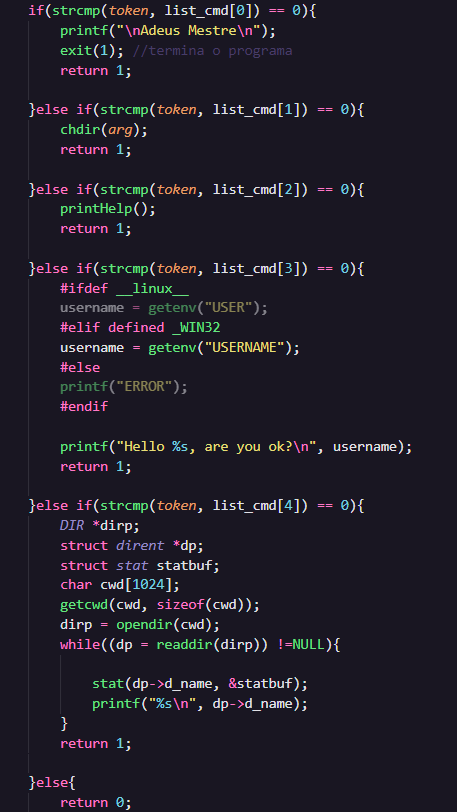 if(strcmp(token, list_cmd[0]) == 0){
printf("\nAdeus Mestre\n");
exit(1); //termina o programa
return 1;
}else if(strcmp(token, list_cmd[1]) == 0){
chdir(arg);
return 1;
}else if(strcmp(token, list_cmd[2]) == 0){
printHelp();
return 1;
}else if(strcmp(token, list_cmd[3]) == 0){
#ifdef __linux__
username = getenv("USER");
#elif defined _WIN32
username = getenv("USERNAME");
#else
printf("ERROR");
#endif
printf("Hello %s, are you ok?\n", username);
return 1;
}else if(strcmp(token, list_cmd[4]) == 0){
DIR *dirp;
struct dirent *dp;
struct stat statbuf;
char cwd[1024];
getcwd(cwd, sizeof(cwd));
dirp = opendir(cwd);
while((dp = readdir(dirp)) !=NULL){
stat(dp->d_name, &statbuf);
printf("%s\n", dp->d_name);
}
return 1;
}else{
return 0;